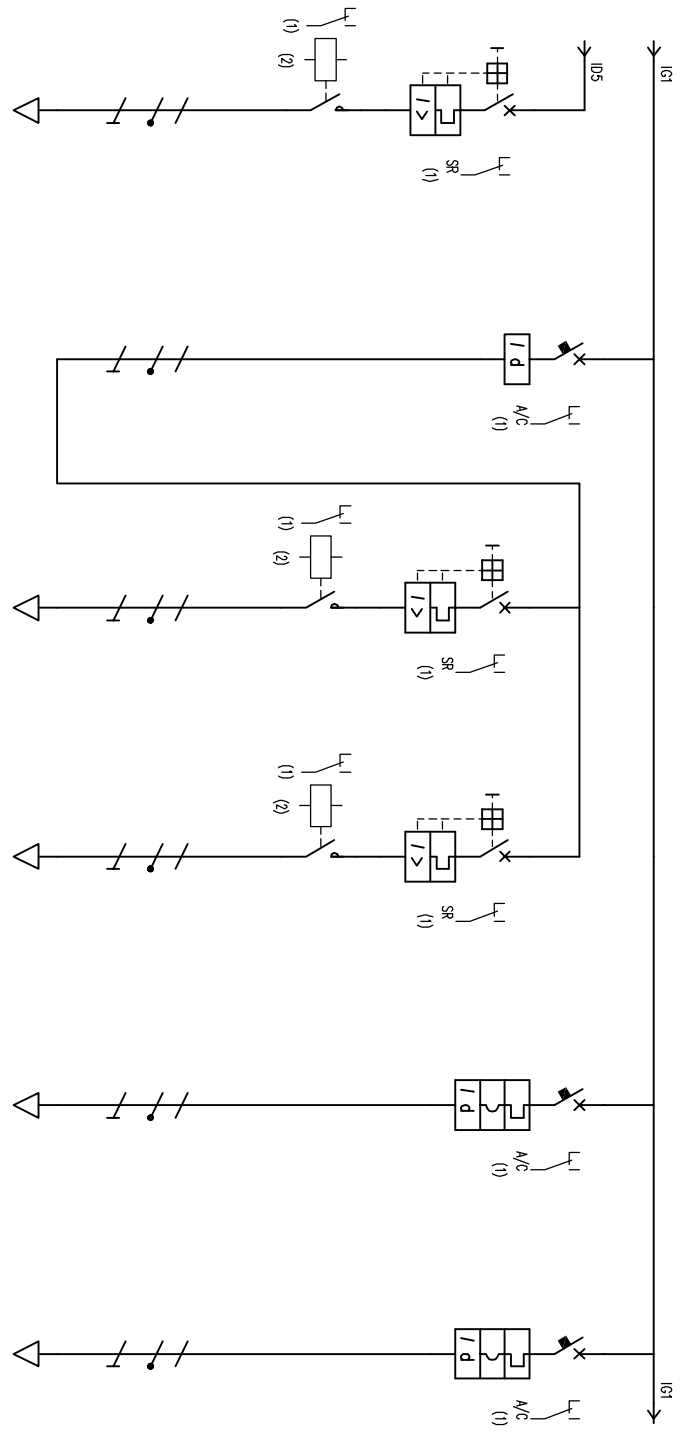 IG1
IG1
ID5
SR
(1)
I >
(2)
(1)
A/C
(1)
I d
SR
(1)
I >
(2)
(1)
SR
(1)
I >
(2)
(1)
A/C
(1)
I d
A/C
(1)
I d